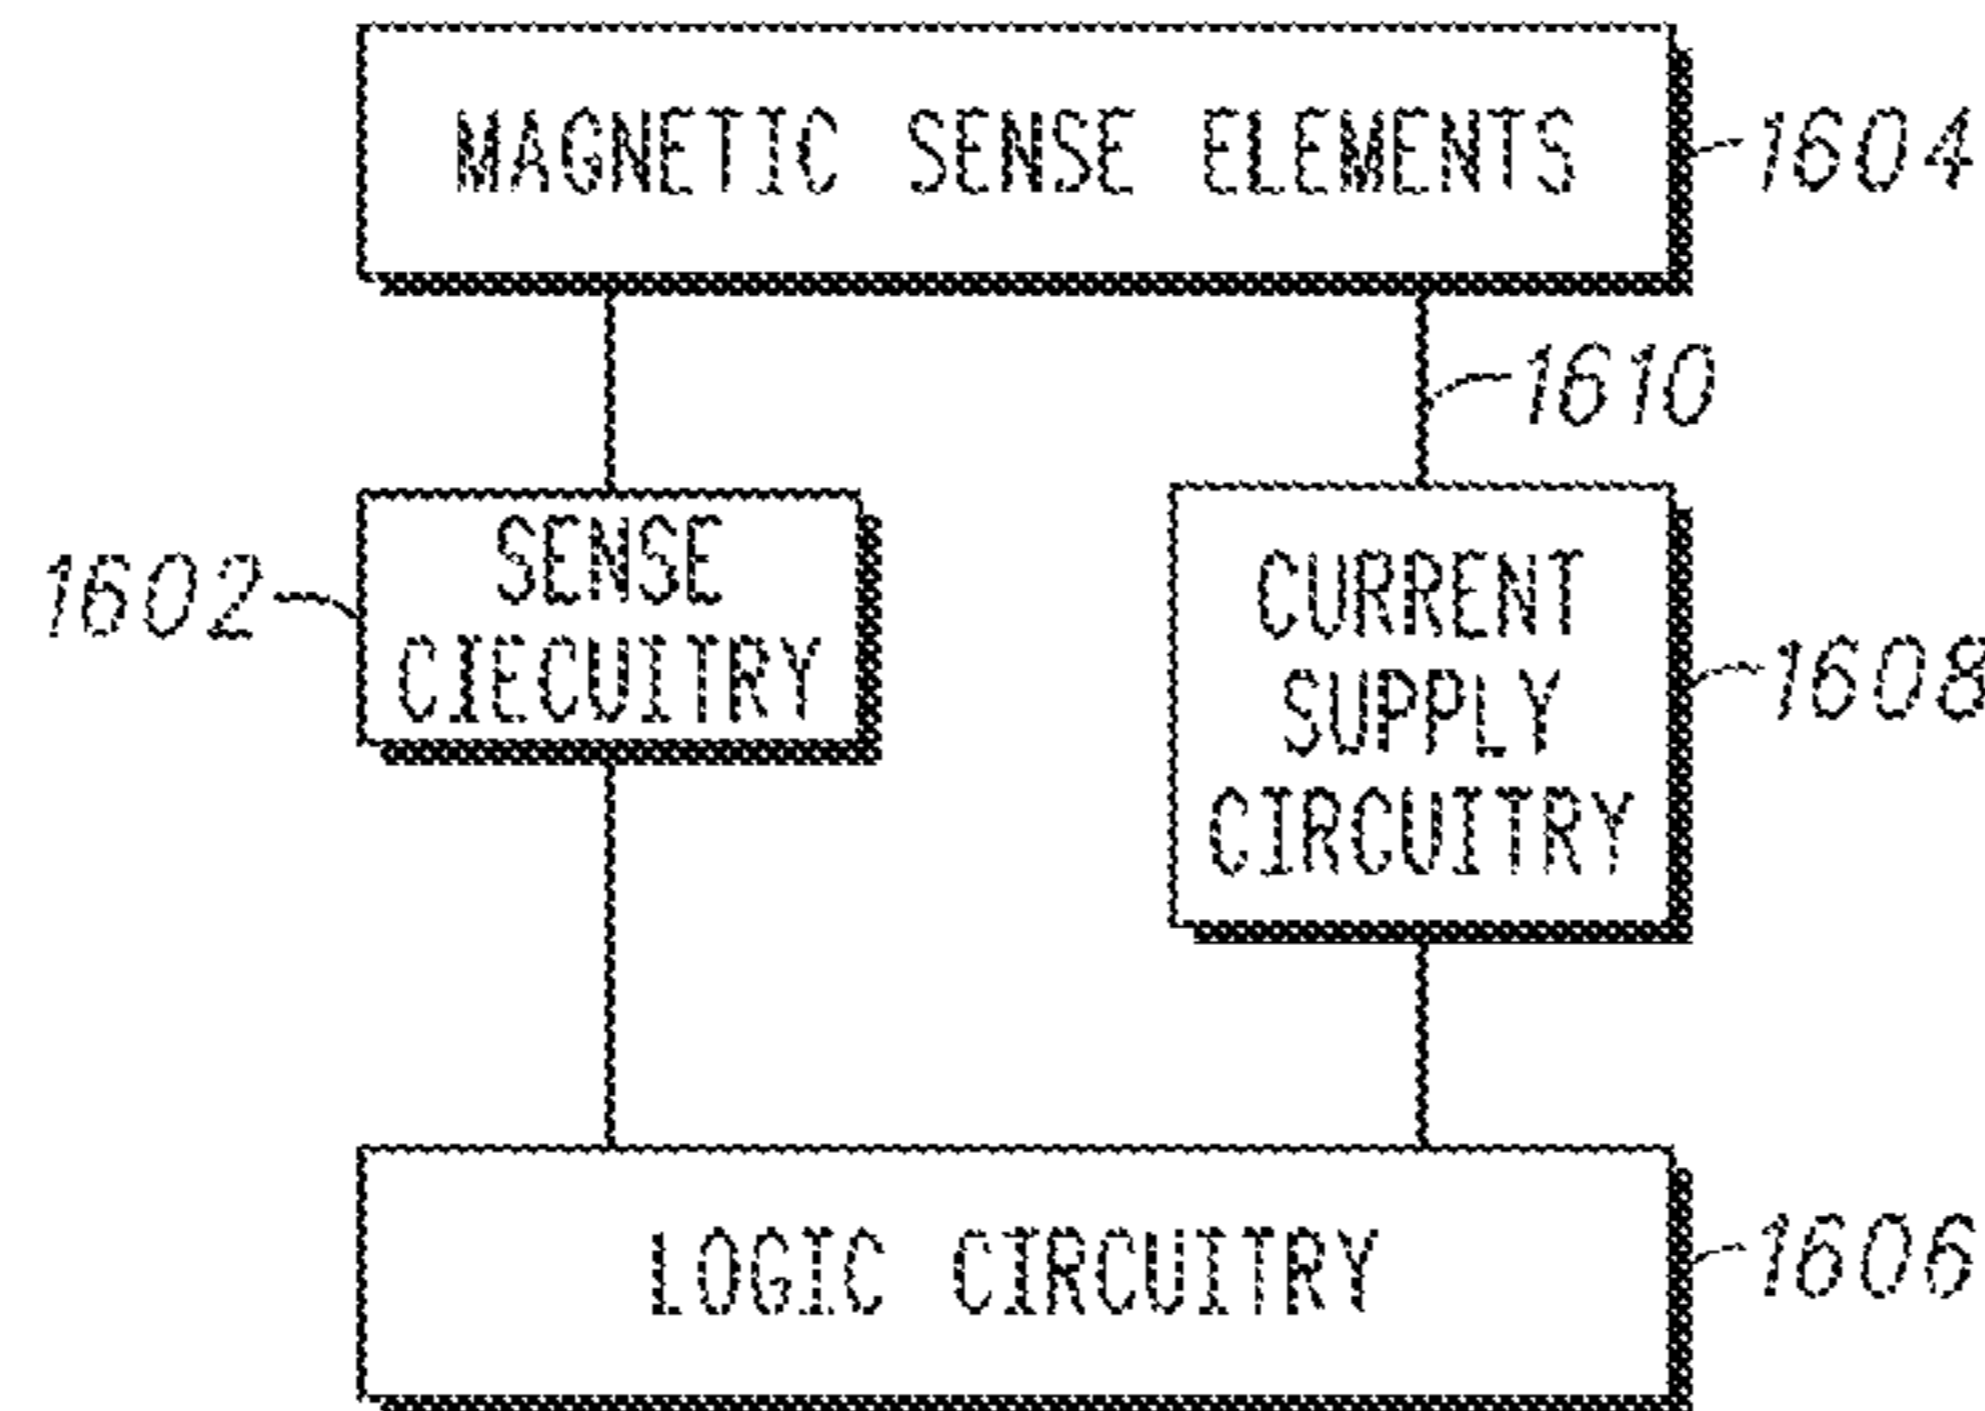 MAGNETIC SENSE ELEMENTS
1604
1610
1602
SENSE
CIECUITRY
CURRENT
SUPPLY
CIRCUITRY
1608
LOGIC CIRCUITRY
1606